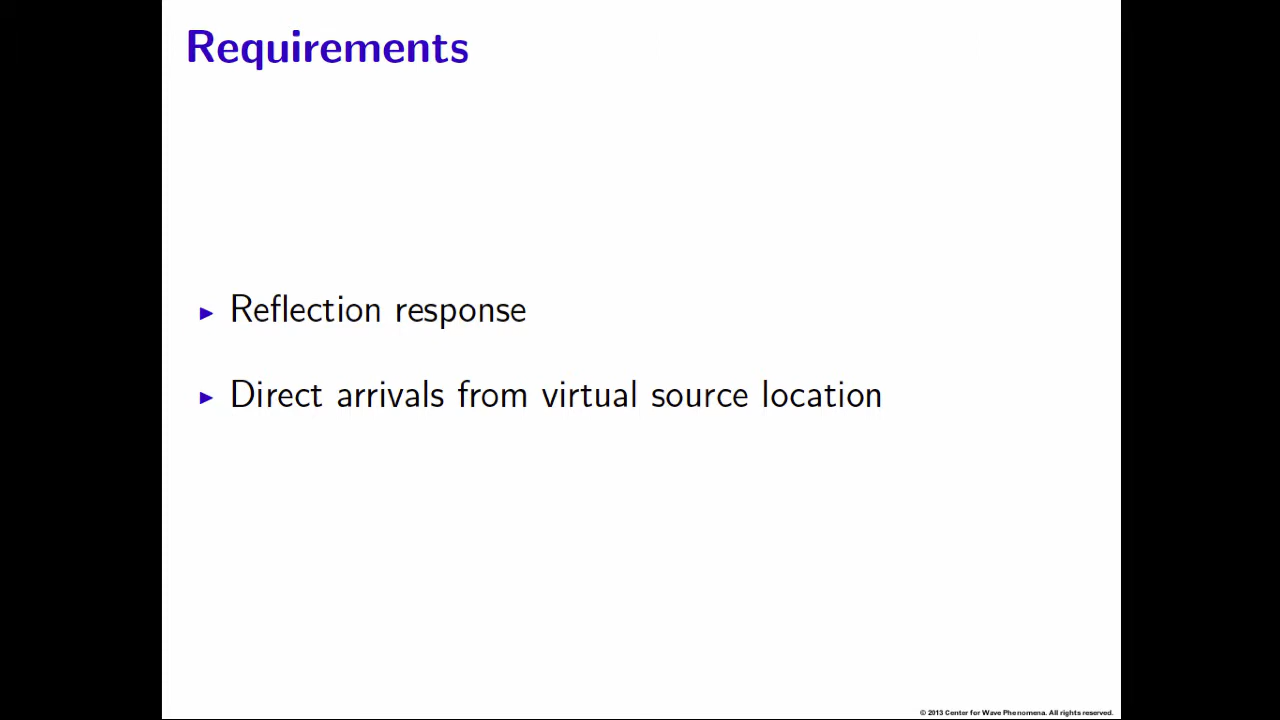 Requirements
▶ Reflection response
▶ Direct arrivals from virtual source location
© 2013 Center for Wave Phenomena. All rights reserved.